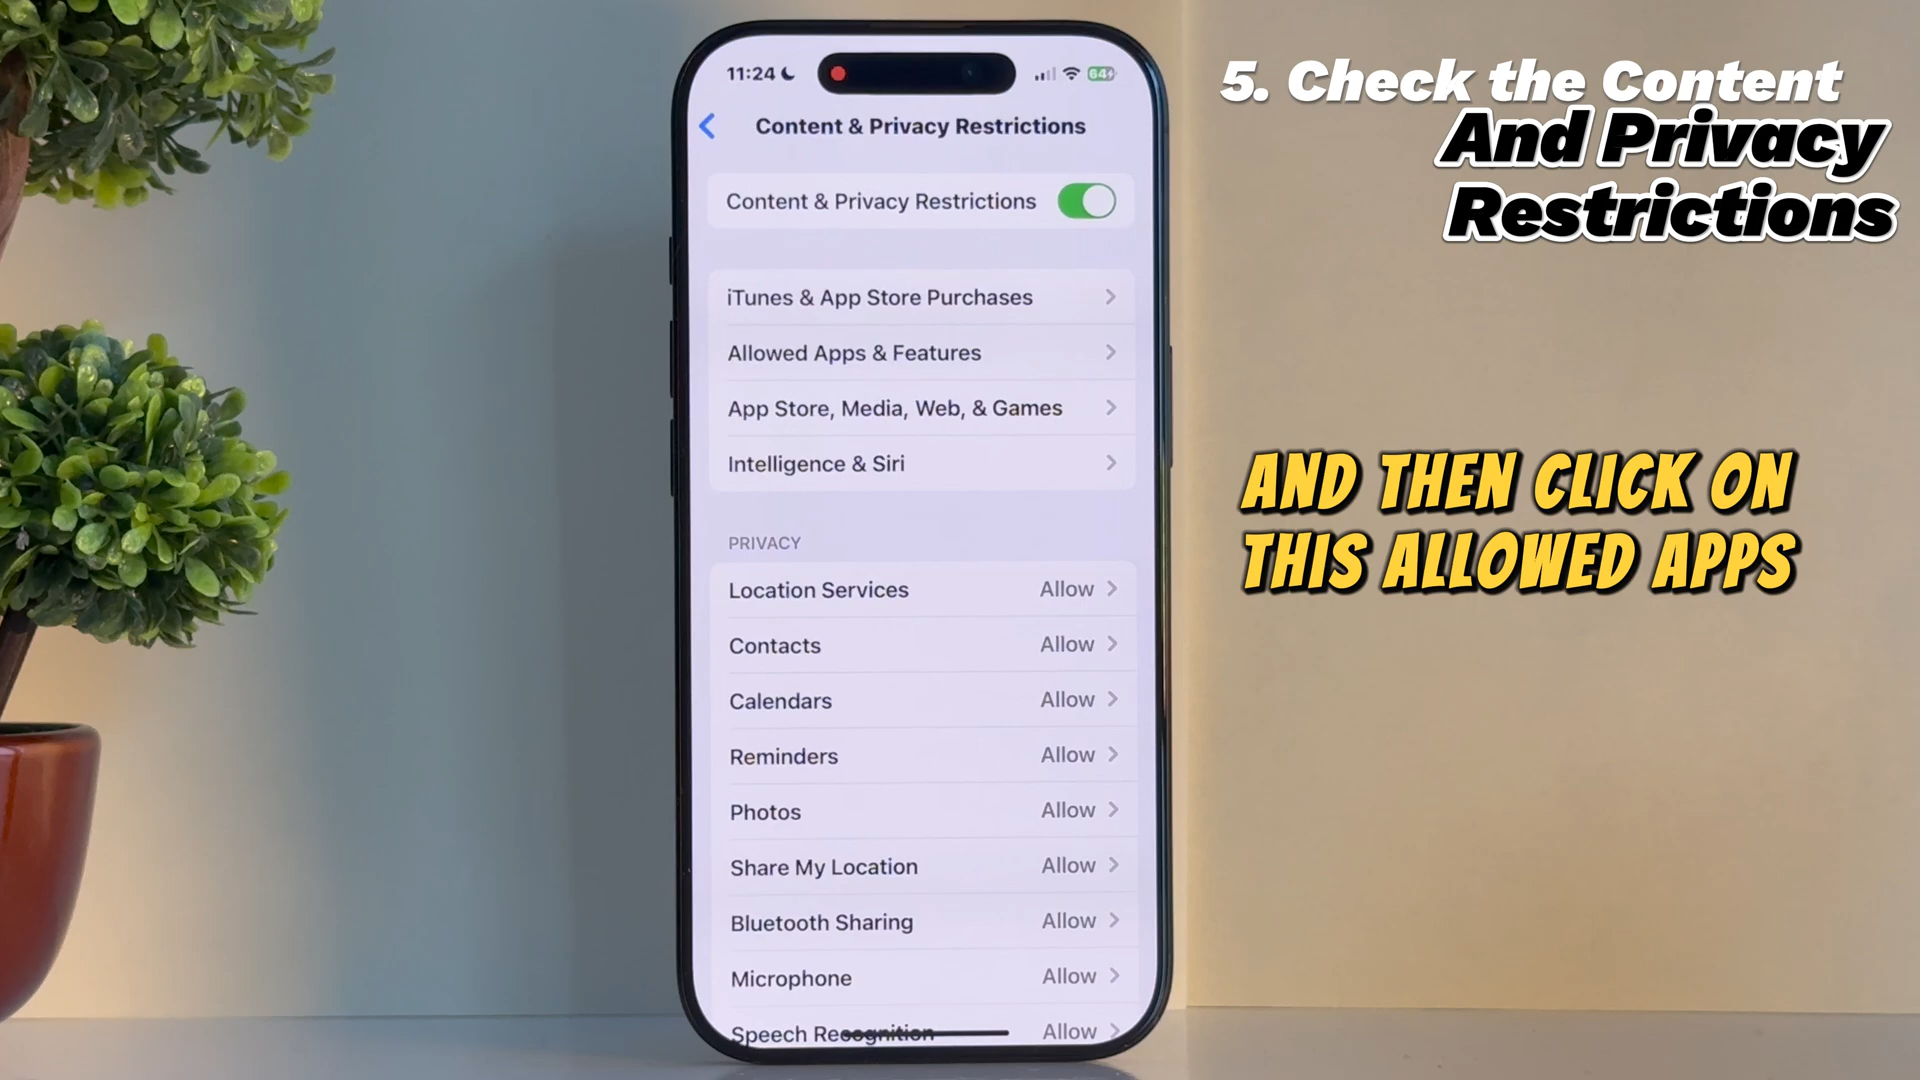 5. Check the Content
And Privacy
Restrictions
11:24
64
Content & Privacy Restrictions
Content & Privacy Restrictions
iTunes & App Store Purchases
Allowed Apps & Features
App Store, Media, Web, & Games
Intelligence & Siri
PRIVACY
Location Services Allow
Contacts Allow
Calendars Allow
Reminders Allow
Photos Allow
Share My Location Allow
Bluetooth Sharing Allow
Microphone Allow
Speech Recognition Allow
AND THEN CLICK ON
THIS ALLOWED APPS